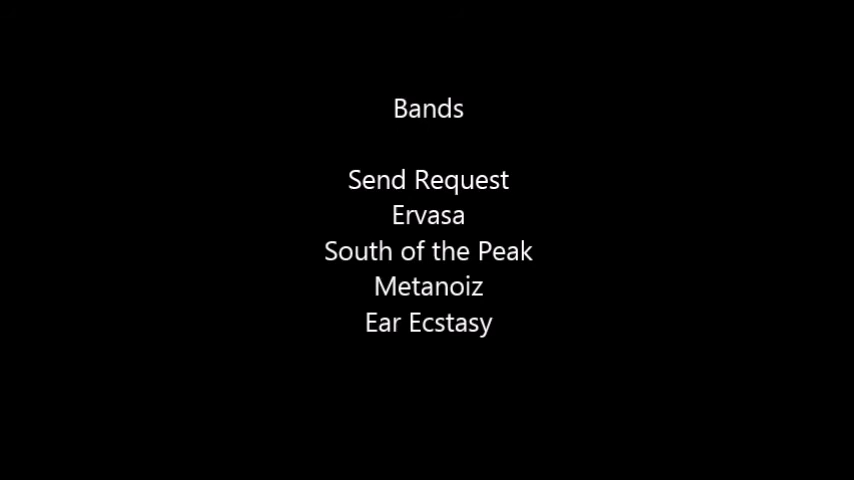 Bands
Send Request
Ervasa
South of the Peak
Metanoiz
Ear Ecstasy